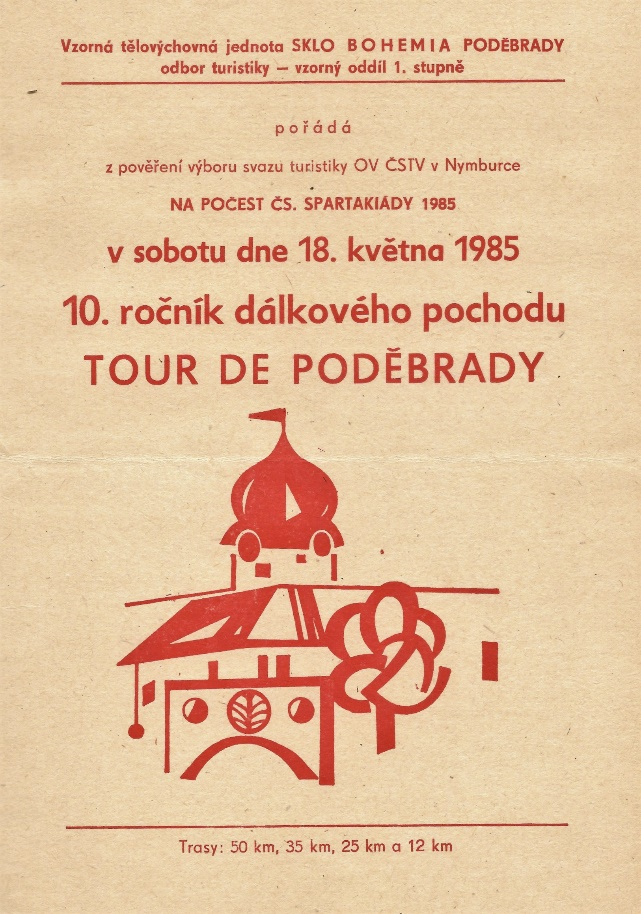 Vzorná tělovýchovná jednota SKLO BOHEMIA PODĚBRADY
odbor turistiky – vzorný oddíl 1. stupně
pořádá
z pověření výboru svazu turistiky OV ČSTV v Nymburce
NA POČEST ČS. SPARTAKIÁDY 1985
v sobotu dne 18. května 1985
10. ročník dálkového pochodu
TOUR DE PODĚBRADY
Trasy: 50 km, 35 km, 25 km a 12 km